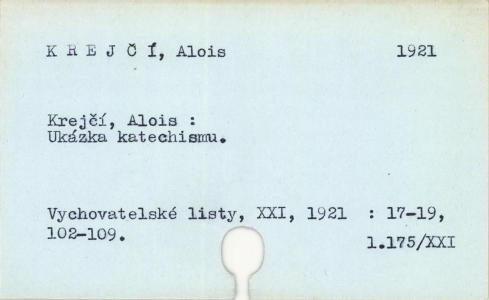 K R E J Č Í, Alois 1921
Krejčí, Alois :
Ukázka katechismu.
Vychovatelské listy, XXI, 1921 : 17-19,
102-109.
1.175/XXI